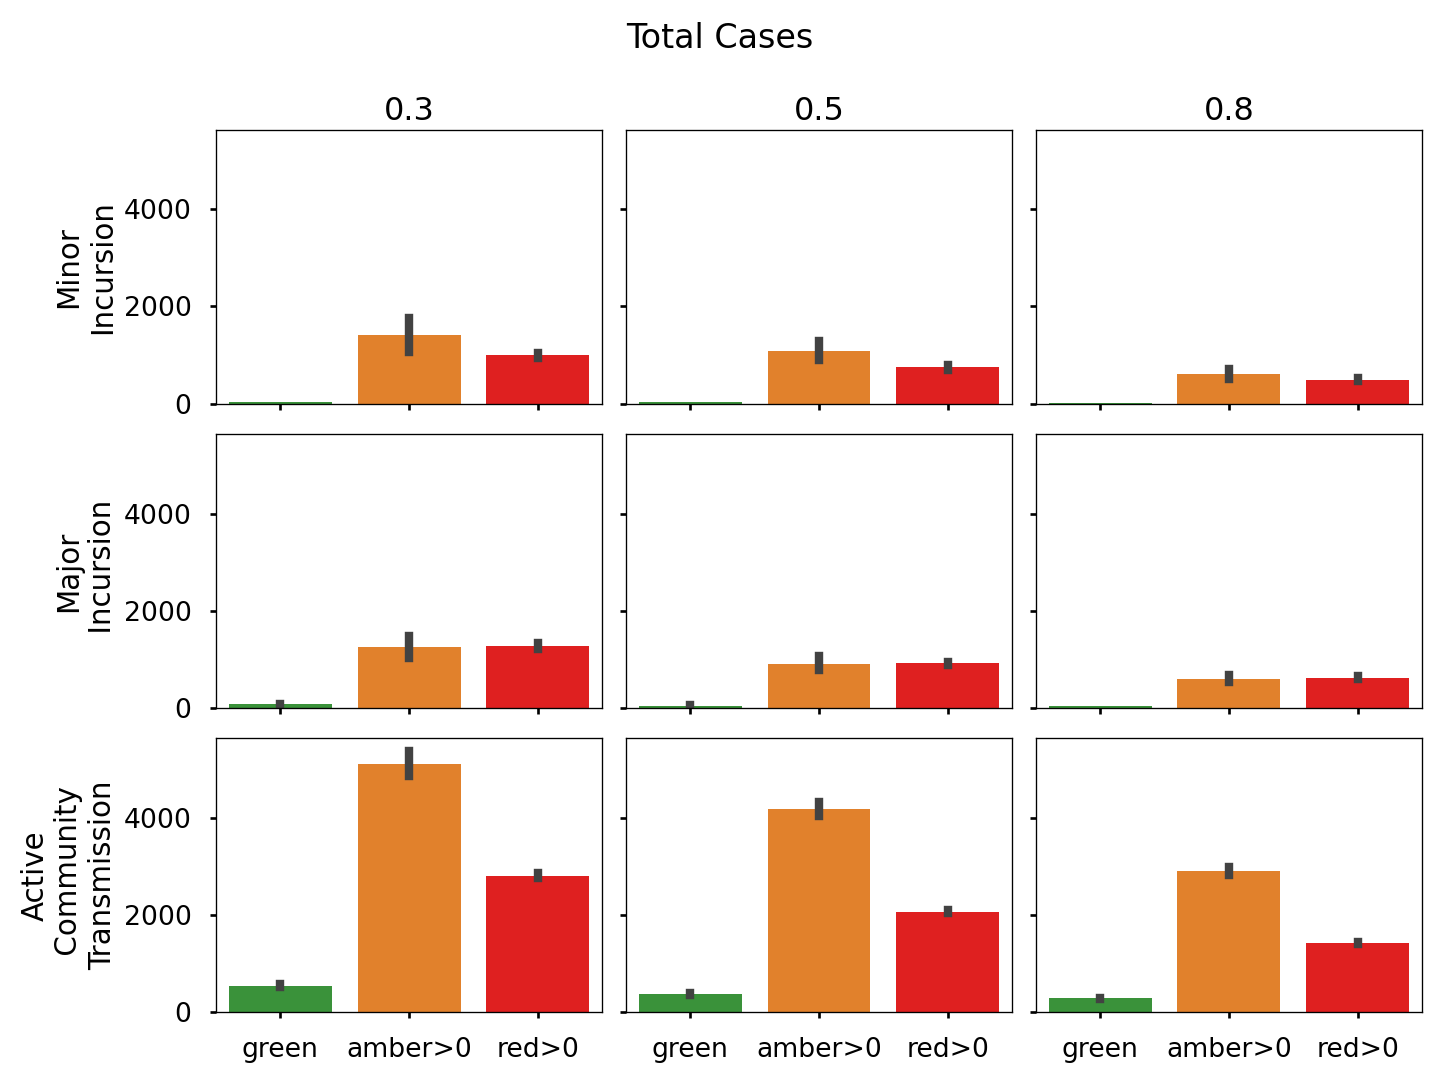 Total Cases
0.3
0.5
0.8
Minor
Incursion
4000
2000
0
Major
Incursion
4000
2000
0
Active
Community
Transmission
4000
2000
0
green
amber>0
red>0
green
amber>0
red>0
green
amber>0
red>0